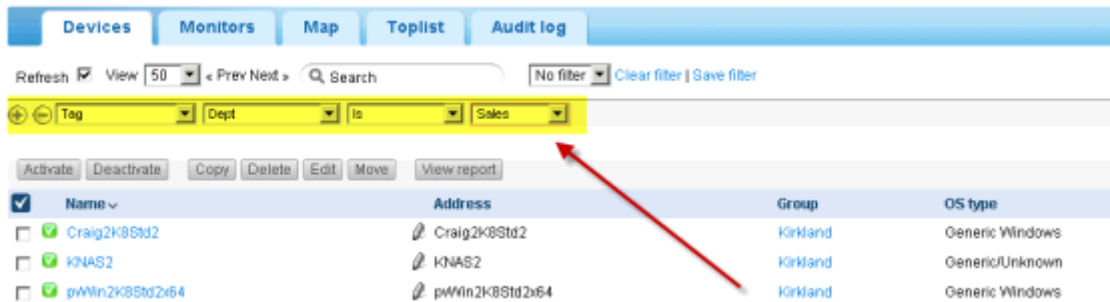 Devices Monitors Map Toplist Audit log
Refresh View 50 « Prev Next » Search No filter Clear filter | Save filter
Tag Dept Is Sales
Activate Deactivate Copy Delete Edit Move View report
Name Address Group OS type
Craig2K8Std2 Craig2K8Std2 Kirkland Generic Windows
KNAS2 KNAS2 Kirkland Generic/Unknown
pwWin2K8Std2x64 pwWin2K8Std2x64 Kirkland Generic Windows